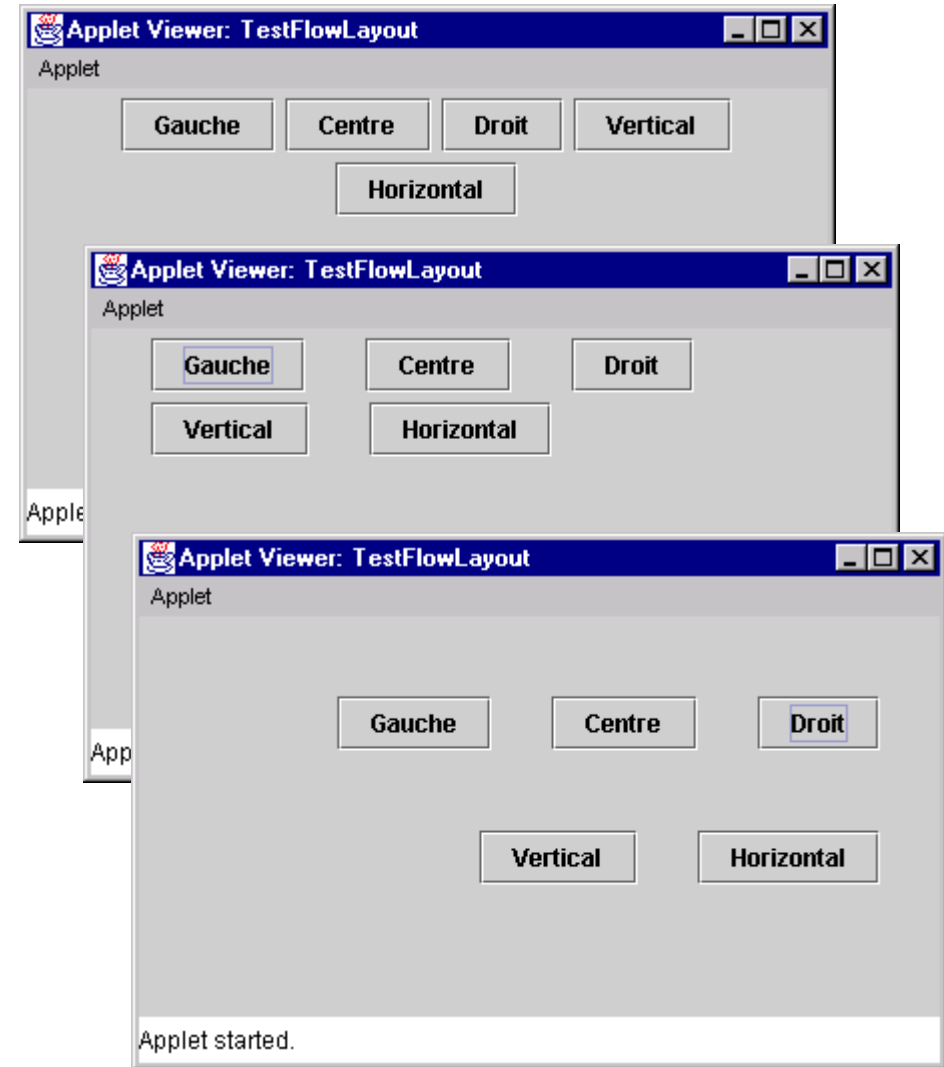 Applet Viewer: TestFlowLayout
Applet
Gauche Centre Droit Vertical
Horizontal
Apple
Applet Viewer: TestFlowLayout
Applet
Gauche Centre Droit
Vertical Horizontal
App
Applet Viewer: TestFlowLayout
Applet
Gauche Centre Droit
Vertical Horizontal
Applet started.